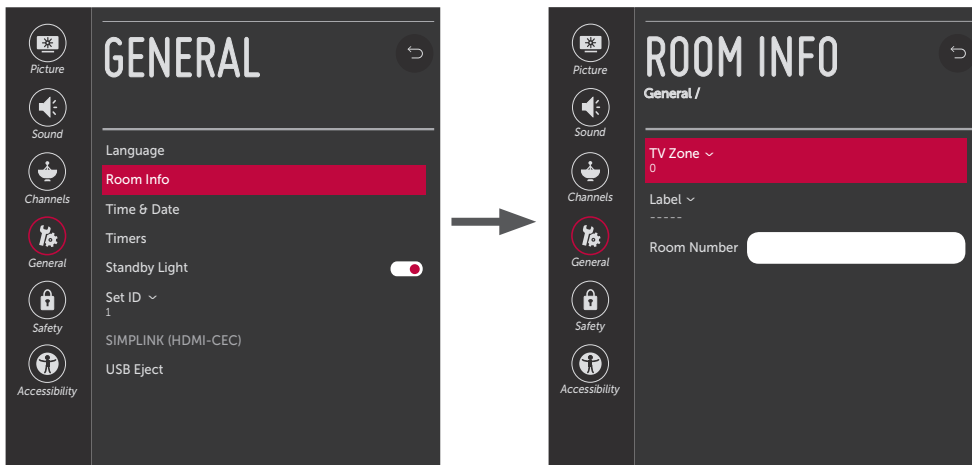 GENERAL
Picture
Sound
Channels
General
Safety
Accessibility
Language
Room Info
Time & Date
Timers
Standby Light
Set ID
1
SIMPLINK (HDMI-CEC)
USB Eject
ROOM INFO
General /
Picture
Sound
Channels
General
Safety
Accessibility
TV Zone
0
Label
-----
Room Number